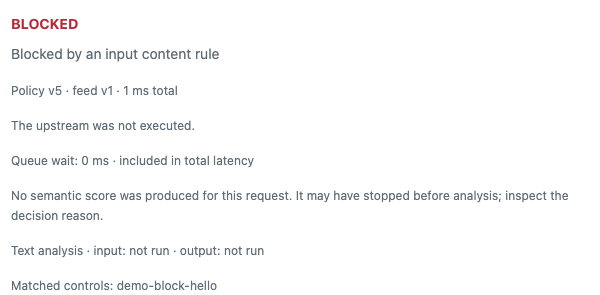 BLOCKED
Blocked by an input content rule
Policy v5 · feed v1 · 1 ms total
The upstream was not executed.
Queue wait: 0 ms · included in total latency
No semantic score was produced for this request. It may have stopped before analysis; inspect the
decision reason.
Text analysis · input: not run · output: not run
Matched controls: demo-block-hello